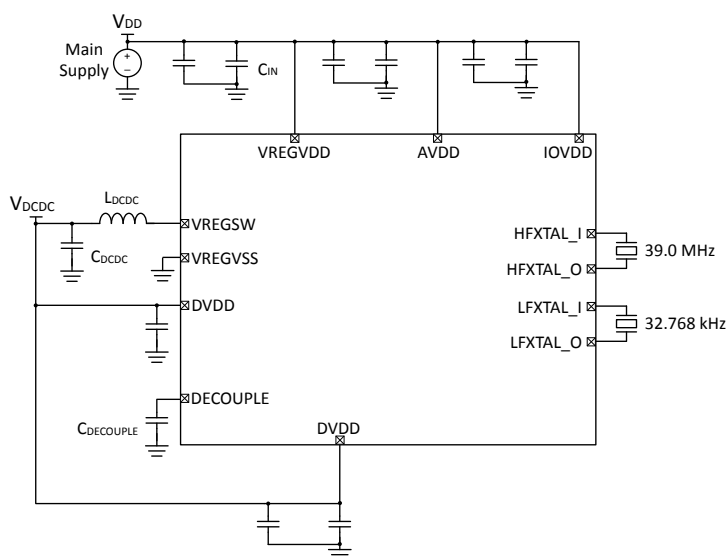 VDD
Main
Supply
CIN
VREGVDD
AVDD
IOVDD
VDCDC
LDCDC
VREGSW
HFXTAL_I
39.0 MHz
CDCDC
VREGVSS
HFXTAL_O
DVDD
LFXTAL_I
32.768 kHz
LFXTAL_O
DECOUPLE
CDECOUPLE
DVDD